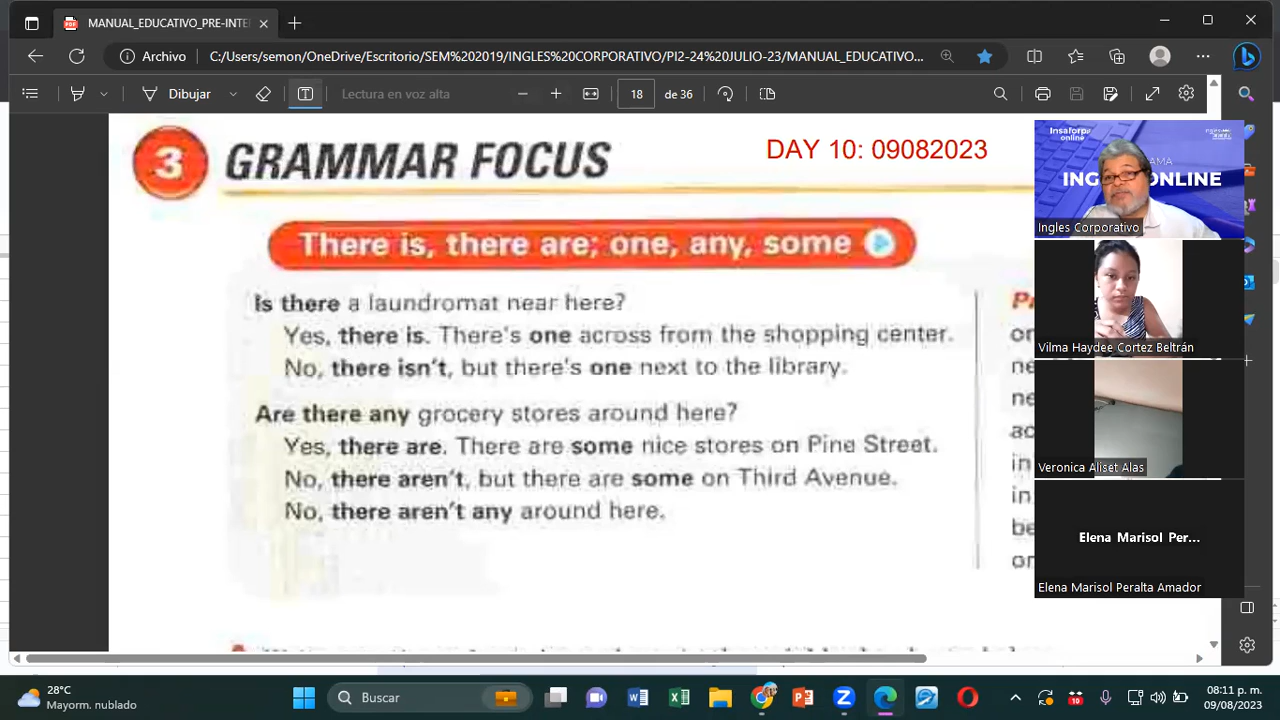 MANUAL_EDUCATIVO_PRE-INTE
Archivo
C:/Users/semon/OneDrive/Escritorio/SEM%202019/INGLES%20CORPORATIVO/PI2-24%20JULIO-23/MANUAL_EDUCATIVO...
Dibujar
Lectura en voz alta
18
de 36
3 GRAMMAR FOCUS
DAY 10: 09082023
There is, there are; one, any, some
Is there a laundromat near here?
Yes, there is. There's one across from the shopping center.
No, there isn't, but there's one next to the library.
Are there any grocery stores around here?
Yes, there are. There are some nice stores on Pine Street.
No, there aren't, but there are some on Third Avenue.
No, there aren't any around here.
Insaforp
online
INGLES ONLINE
Ingles Corporativo
Vilma Haydee Cortez Beltrán
Veronica Aliset Alas
Elena Marisol Per...
Elena Marisol Peralta Amador
28°C
Mayorm. nublado
Buscar
10
08:11 p. m.
09/08/2023